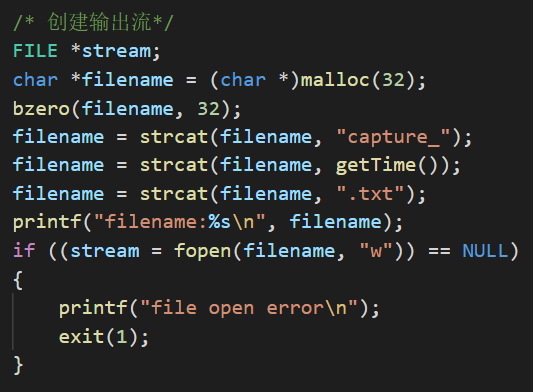 /* 创建输出流*/
FILE *stream;
char *filename = (char *)malloc(32);
bzero(filename, 32);
filename = strcat(filename, "capture_");
filename = strcat(filename, getTime());
filename = strcat(filename, ".txt");
printf("filename:%s\n", filename);
if ((stream = fopen(filename, "w")) == NULL)
{
    printf("file open error\n");
    exit(1);
}